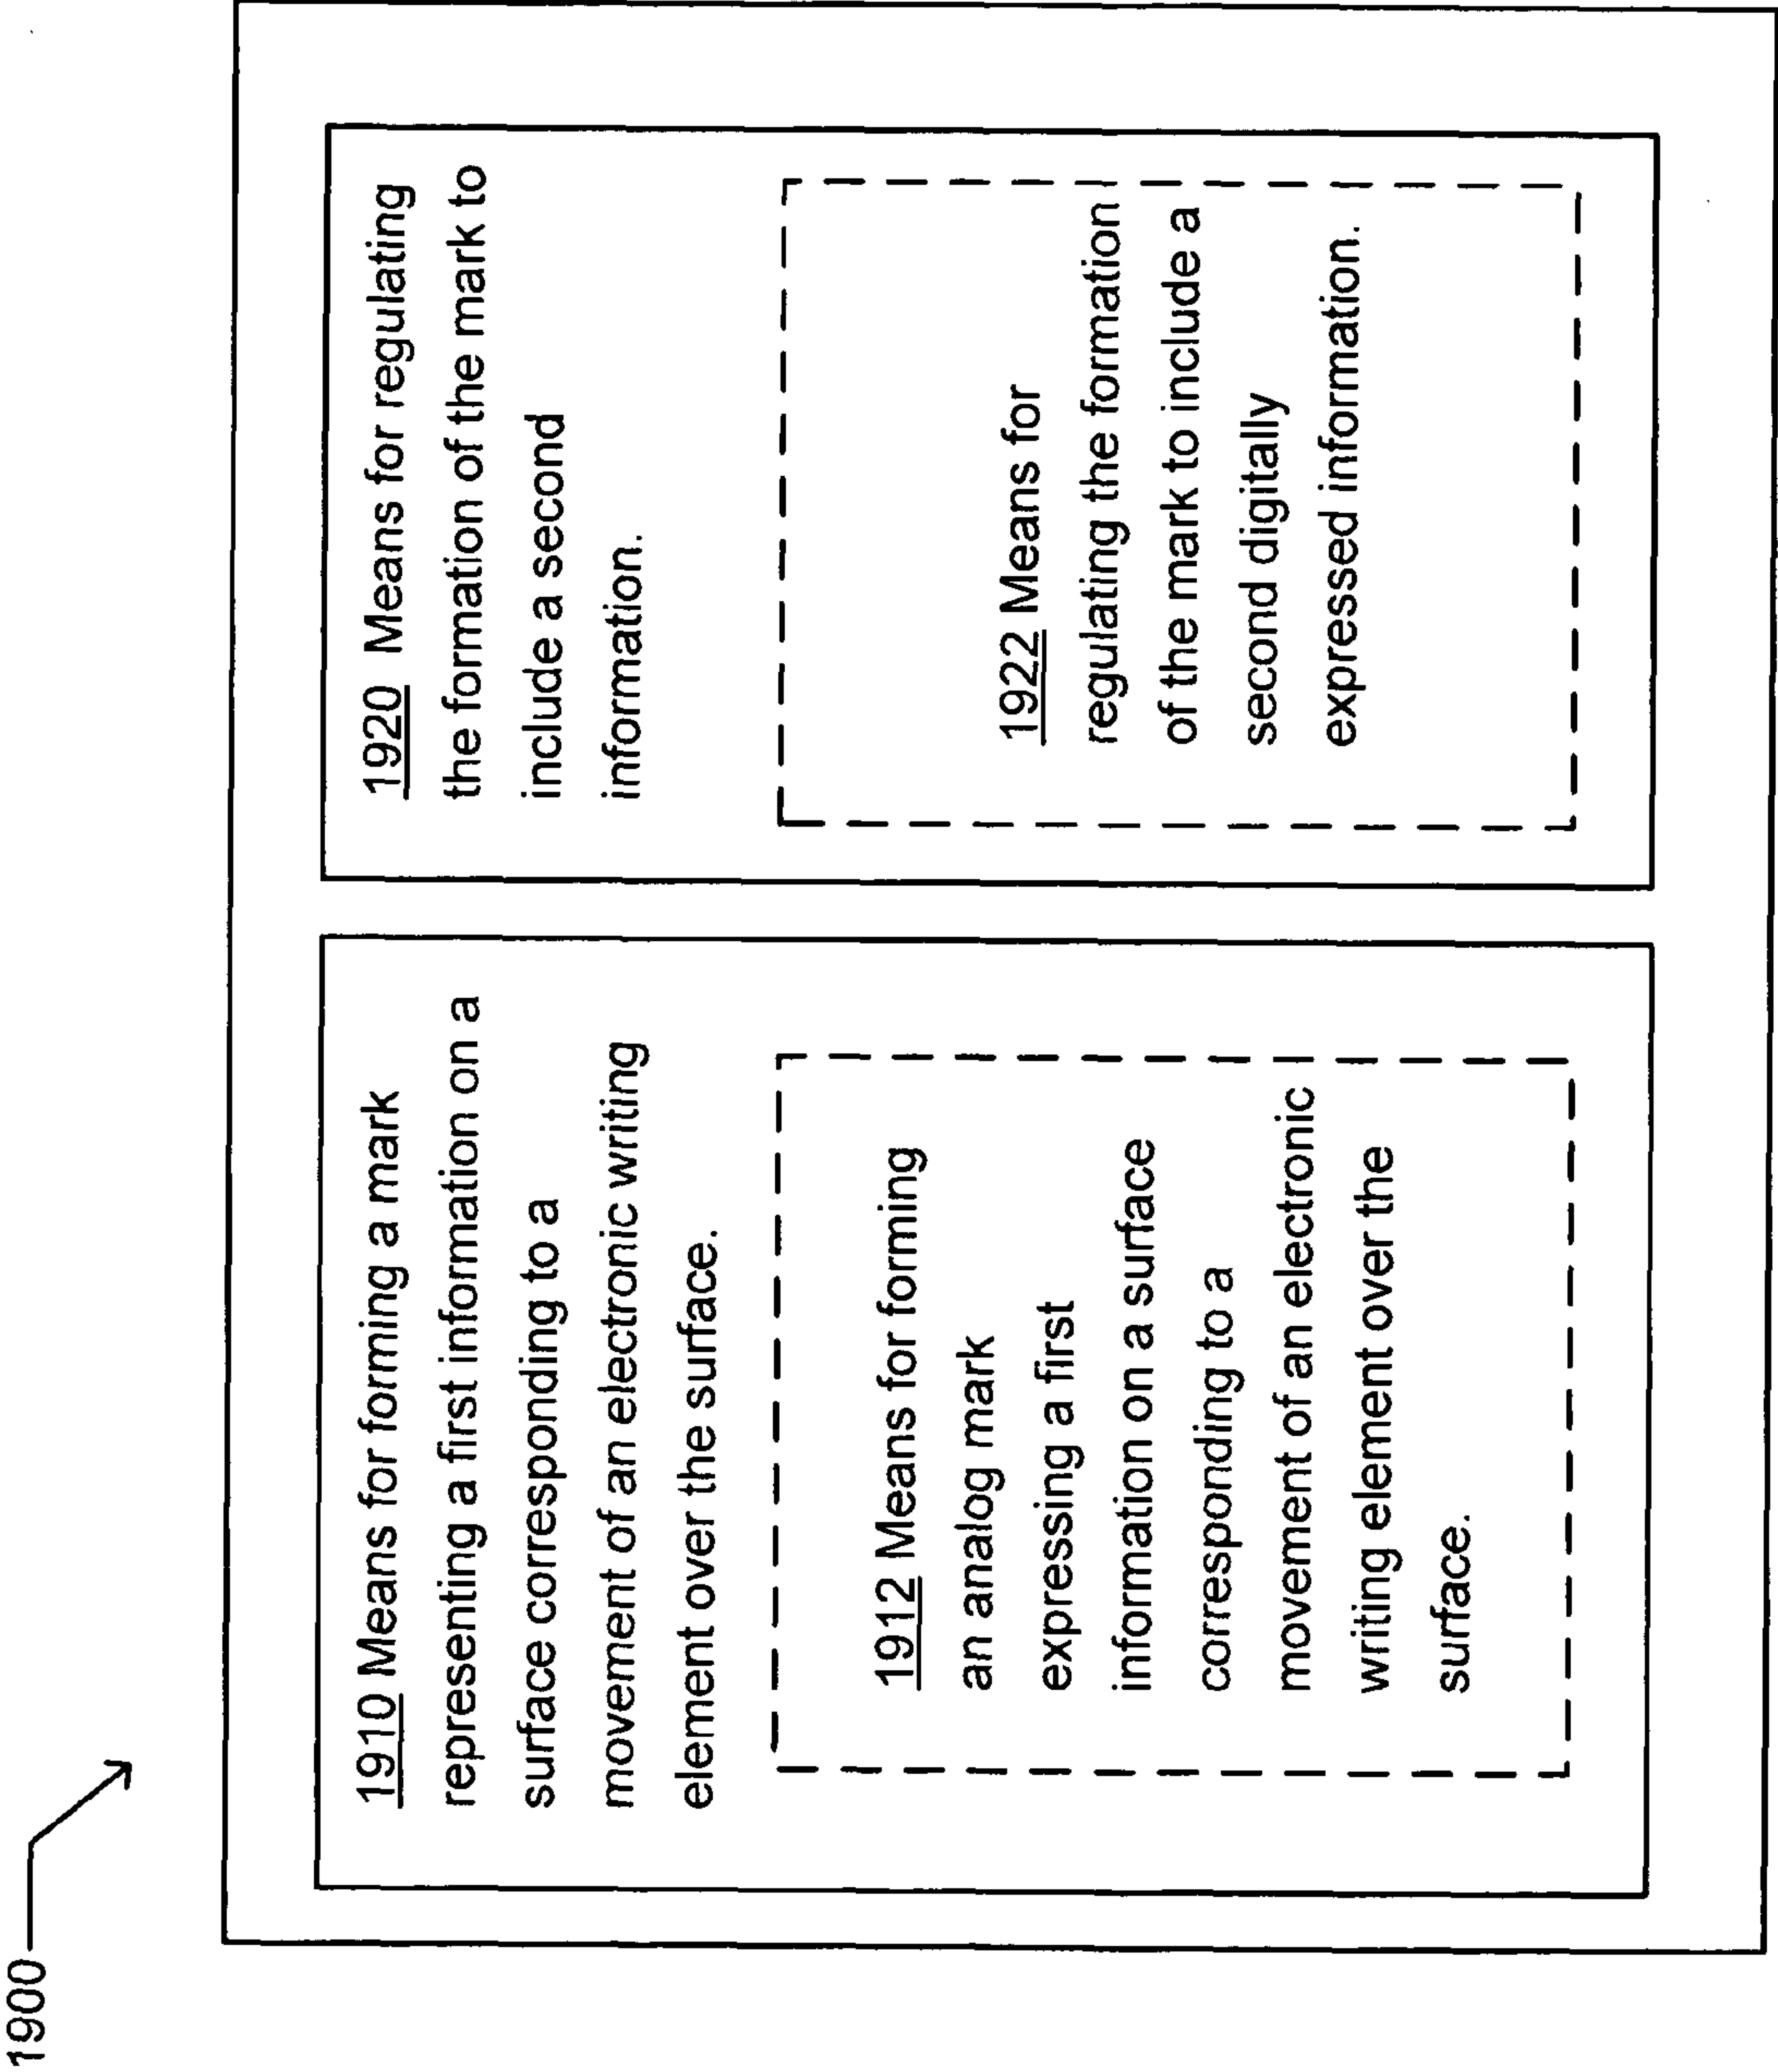 1900
1910 Means for forming a mark
representing a first information on a
surface corresponding to a
movement of an electronic writing
element over the surface.
1912 Means for forming
an analog mark
expressing a first
information on a surface
corresponding to a
movement of an electronic
writing element over the
surface.
1920 Means for regulating
the formation of the mark to
include a second
information.
1922 Means for
regulating the formation
of the mark to include a
second digitally
expressed information.